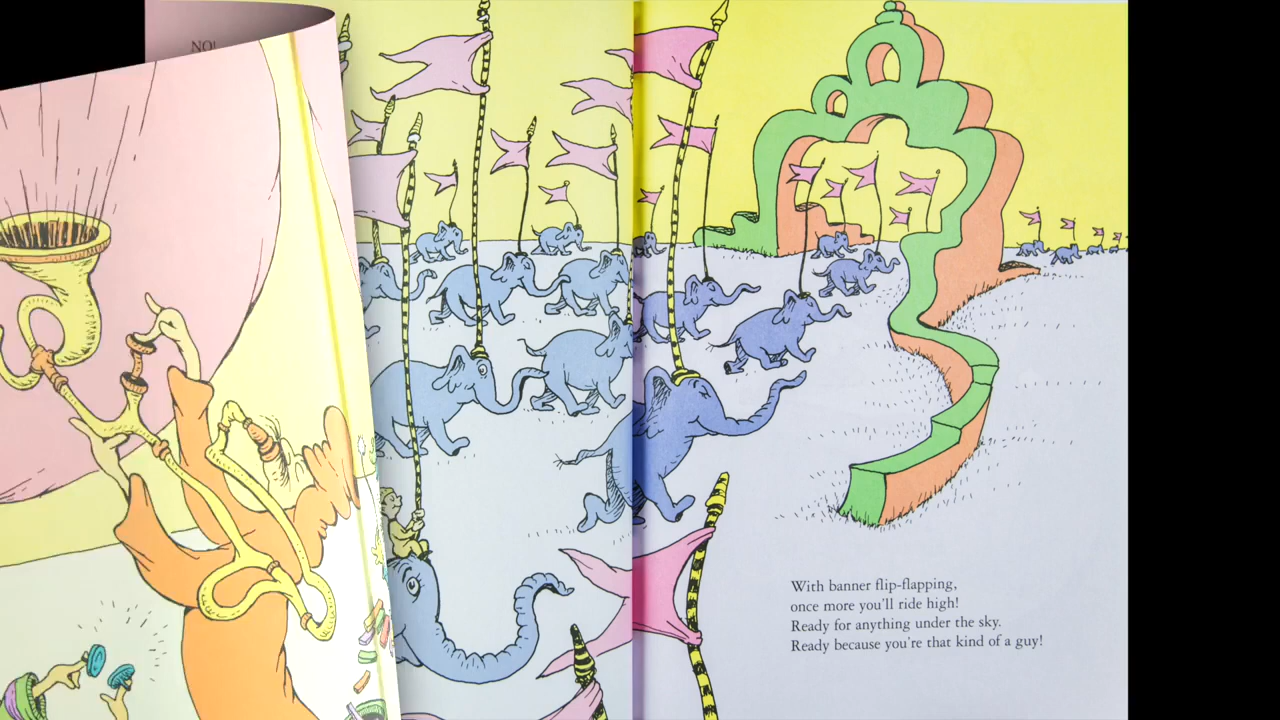 NO!
With banner flip-flapping,
once more you'll ride high!
Ready for anything under the sky.
Ready because you're that kind of a guy!